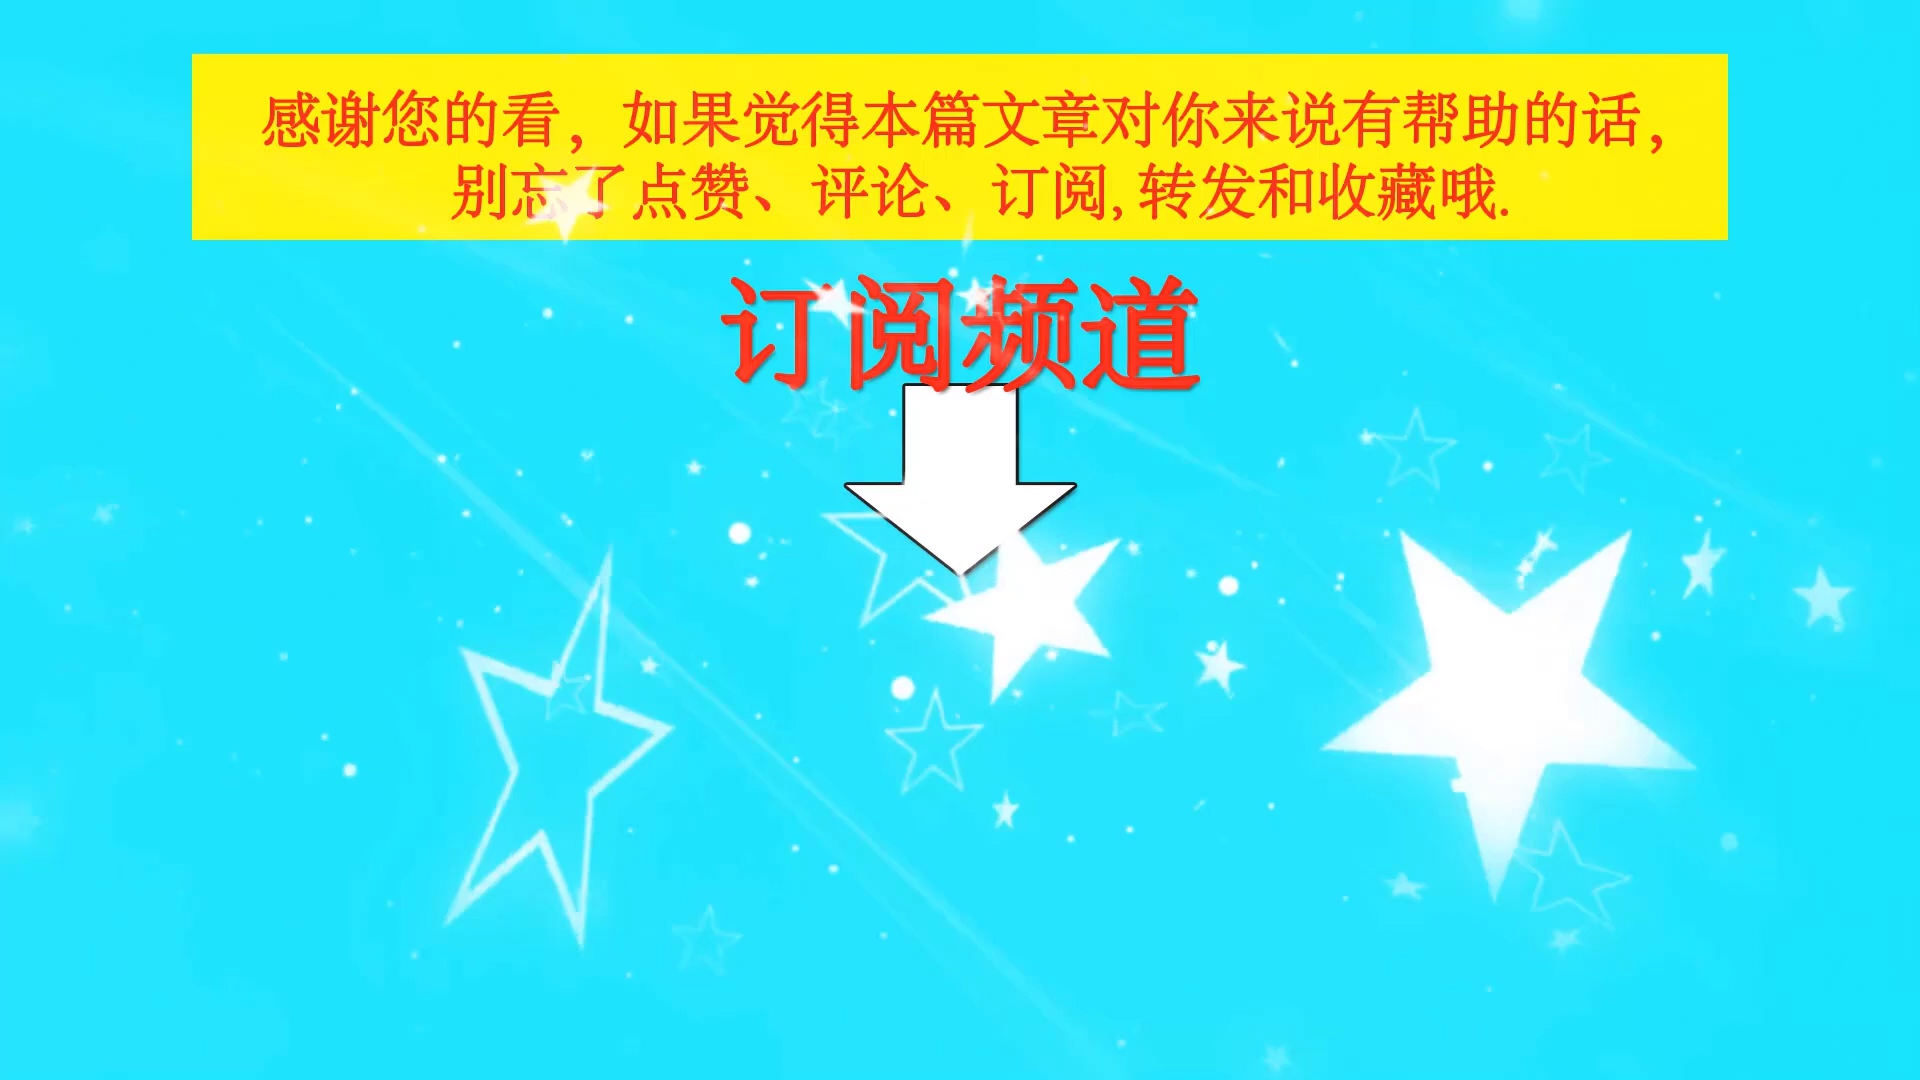 感谢您的看，如果觉得本篇文章对你来说有帮助的话，
别忘了点赞、评论、订阅,转发和收藏哦.
订阅频道